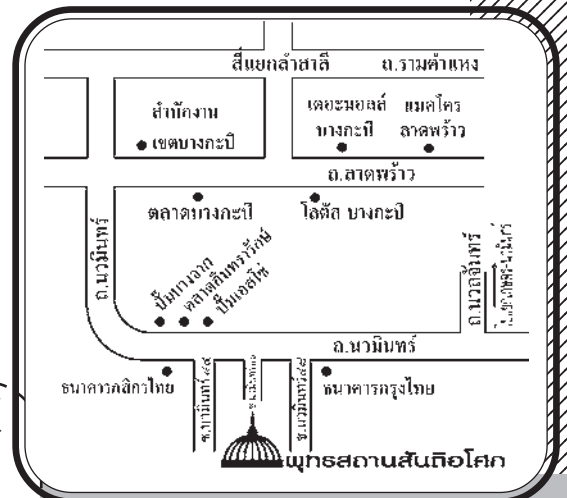 สี่แยกลำสาลี
ถ.รามคำแหง
สำนักงาน
เขตบางกะปิ
เดอะมอลล์
บางกะปิ
แมคโคร
ลาดพร้าว
ถ.ลาดพร้าว
ตลาดบางกะปิ
โลตัส บางกะปิ
ถ.นวมินทร์
ปั๊มบางจาก
ตลาดอินทรารักษ์
ปั๊มเอสโซ่
ถ.นวลจันทร์
ถ.นวมินทร์
ธนาคารกสิกรไทย
ธนาคารกรุงไทย
ซ.นวมินทร์
ซ.นวมินทร์
พุทธสถานสันติอโศก